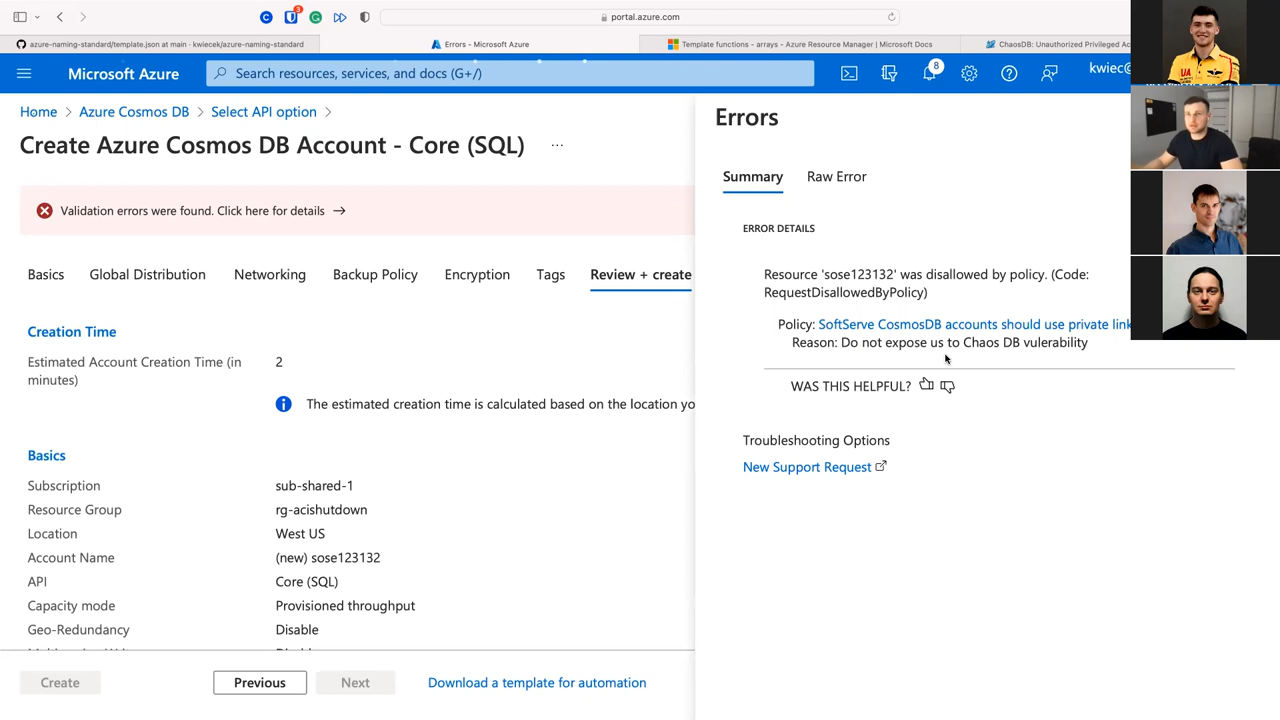 portal.azure.com
3
azure-naming-standard/template.json at main · kwiecek/azure-naming-standard
Errors - Microsoft Azure
Template functions - arrays - Azure Resource Manager | Microsoft Docs
ChaosDB: Unauthorized Privileged Ac
Microsoft Azure
Search resources, services, and docs (G+/)
8
kwiec@
Home > Azure Cosmos DB > Select API option >
Create Azure Cosmos DB Account - Core (SQL) ...
Validation errors were found. Click here for details →
Basics Global Distribution Networking Backup Policy Encryption Tags Review + create
Creation Time
Estimated Account Creation Time (in minutes) 2
The estimated creation time is calculated based on the location yo
Basics
Subscription sub-shared-1
Resource Group rg-acishutdown
Location West US
Account Name (new) sose123132
API Core (SQL)
Capacity mode Provisioned throughput
Geo-Redundancy Disable
Create Previous Next Download a template for automation
Errors
Summary Raw Error
ERROR DETAILS
Resource 'sose123132' was disallowed by policy. (Code:
RequestDisallowedByPolicy)
Policy: SoftServe CosmosDB accounts should use private link
Reason: Do not expose us to Chaos DB vulerability
WAS THIS HELPFUL?
Troubleshooting Options
New Support Request
UA